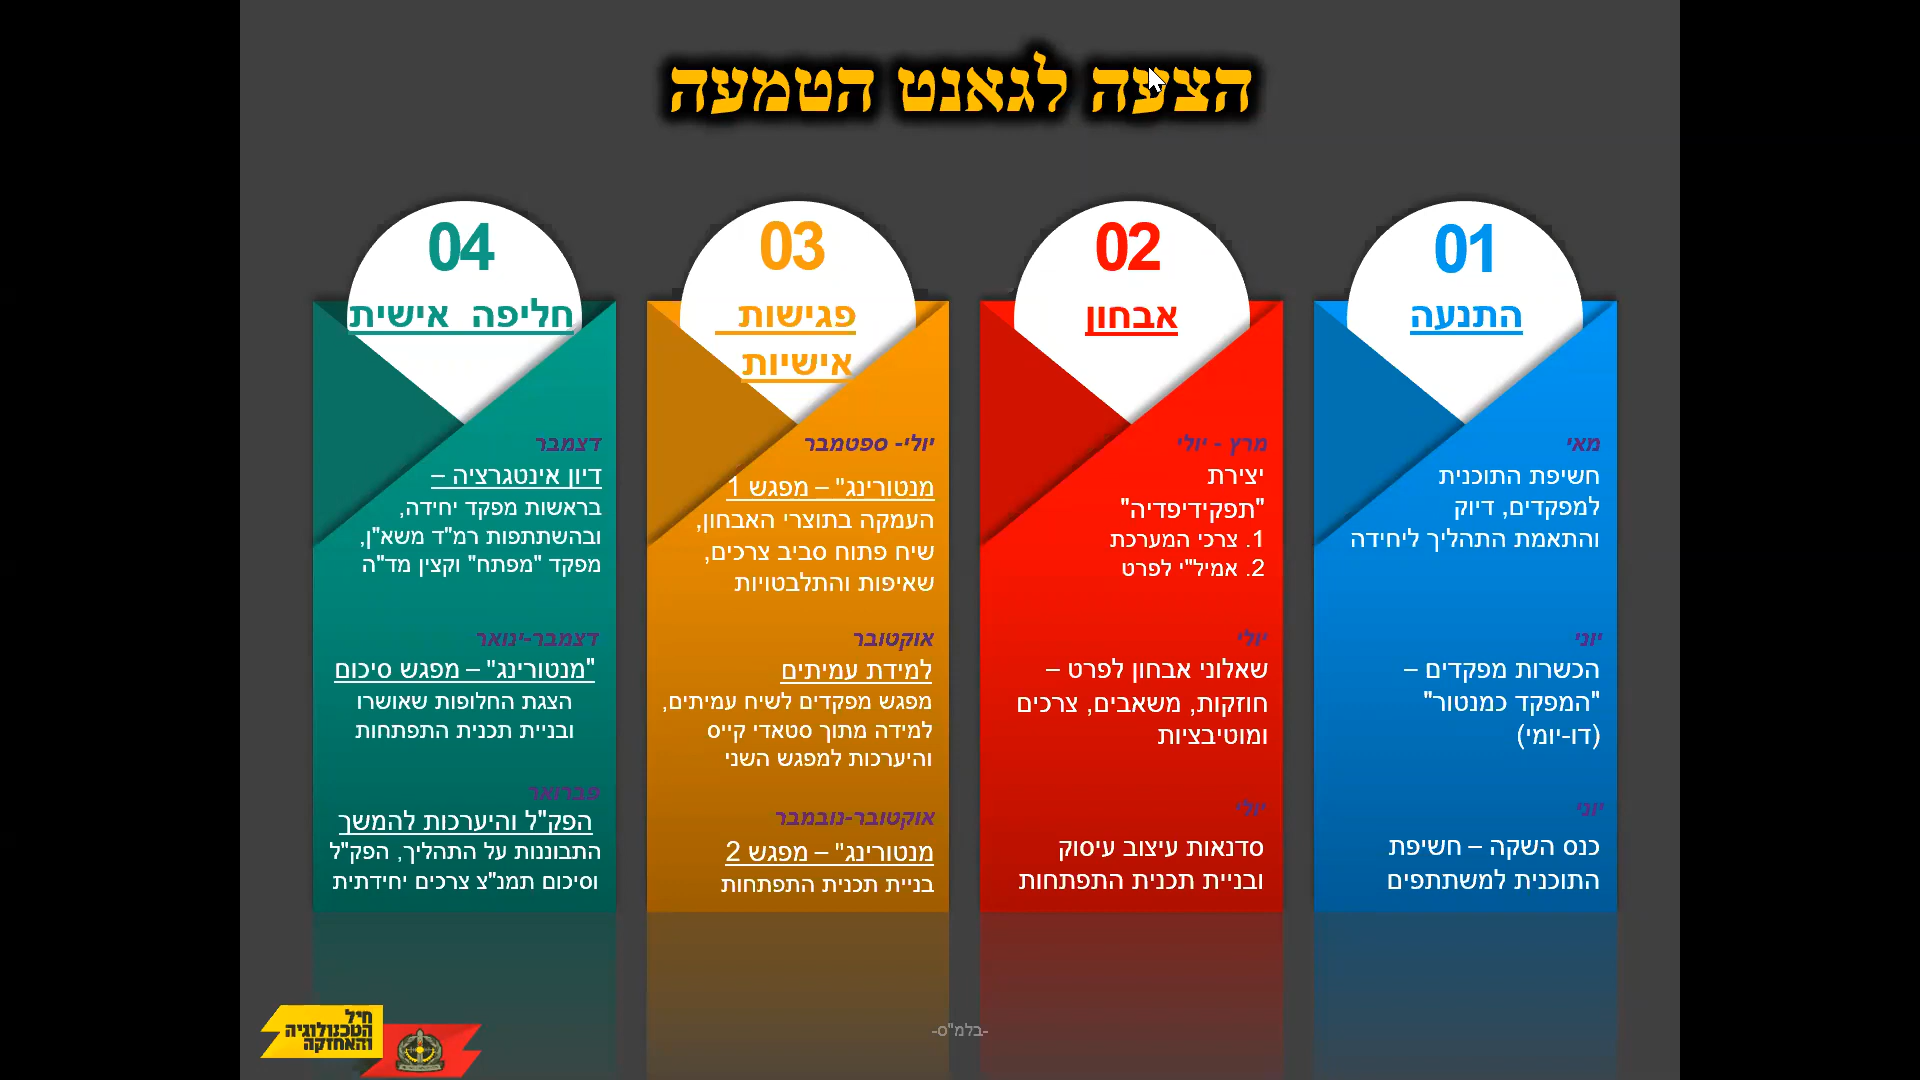 הצעה לגאנט הטמעה
01
התנעה
מאי
חשיפת התוכנית
למפקדים, דיוק
והתאמת התהליך ליחידה
יוני
הכשרות מפקדים –
"המפקד כמנטור"
(דו-יומי)
יוני
כנס השקה – חשיפת
התוכנית למשתתפים
02
אבחון
מרץ - יולי
יצירת
"תפקידיפדיה"
1. צרכי המערכת
2. אמיל"י לפרט
יולי
שאלוני אבחון לפרט –
חוזקות, משאבים, צרכים
ומוטיבציות
יולי
סדנאות עיצוב עיסוק
ובניית תכנית התפתחות
03
פגישות
אישיות
יולי- ספטמבר
מנטורינג" – מפגש 1
העמקה בתוצרי האבחון,
שיח פתוח סביב צרכים,
שאיפות והתלבטויות
אוקטובר
למידת עמיתים
מפגש מפקדים לשיח עמיתים,
למידה מתוך סטאדי קייס
והיערכות למפגש השני
אוקטובר-נובמבר
מנטורינג" – מפגש 2
בניית תכנית התפתחות
04
חליפה אישית
דצמבר
דיון אינטגרציה –
בראשות מפקד יחידה,
ובהשתתפות רמ"ד משא"ן,
מפקד "מפתח" וקצין מד"ה
דצמבר-ינואר
"מנטורינג" – מפגש סיכום
הצגת החלופות שאושרו
ובניית תכנית התפתחות
פברואר
הפק"ל והיערכות להמשך
התבוננות על התהליך, הפק"ל
וסיכום תמנ"צ צרכים יחידתית
חיל
הטכנולוגיה
והאחזקה
-בלמ"ס-